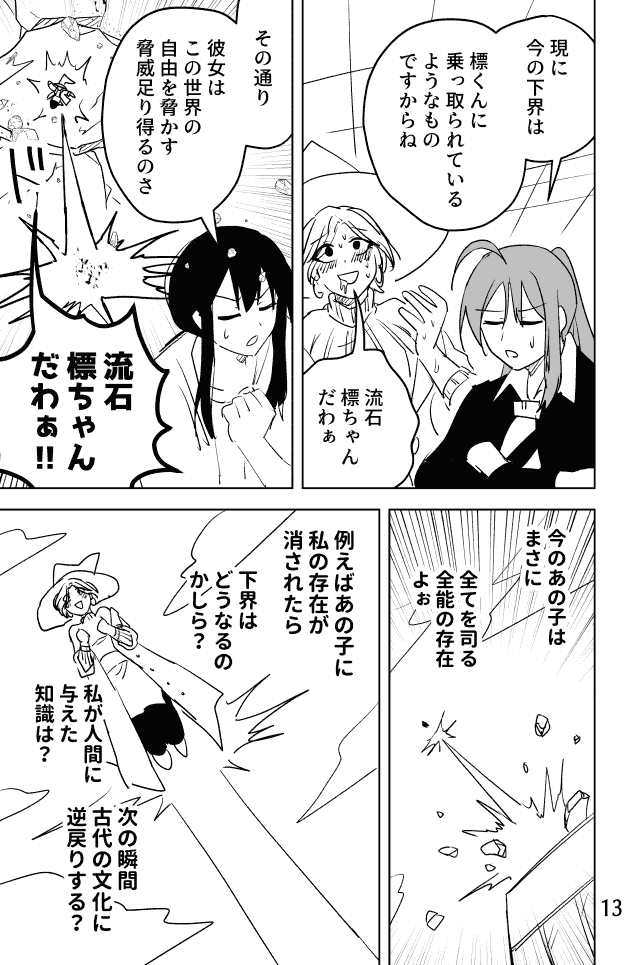 現に
今の下界は
標くんに
乗っ取られている
ようなもの
ですからね
流石
標ちゃん
だわぁ
その通り
彼女は
この世界の
自由を脅かす
脅威足り得るのさ
ドン
流石
標ちゃん
だわぁ!!
今のあの子は
まさに
全てを司る
全能の存在
よぉ
例えばあの子に
私の存在が
消されたら
下界は
どうなるの
かしら?
私が人間に
与えた
知識は?
次の瞬間
古代の文化に
逆戻りする?
13